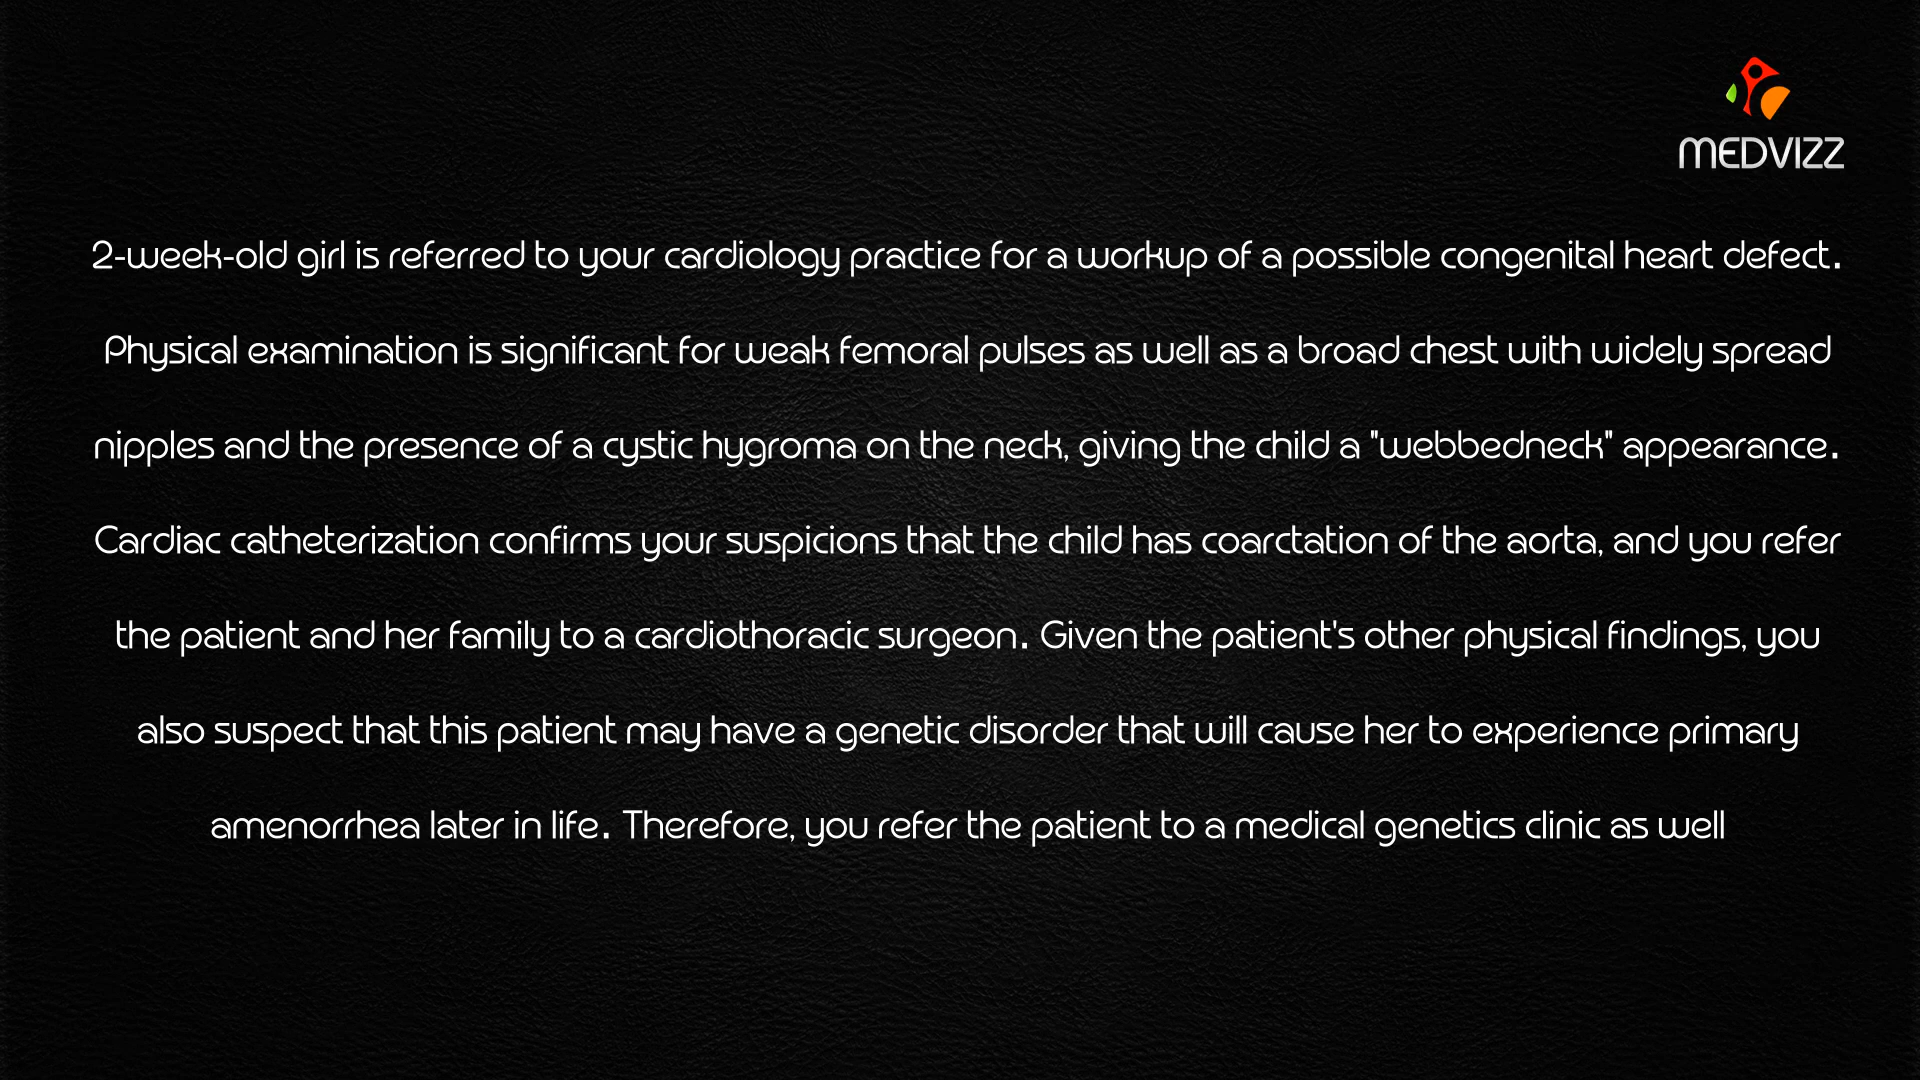 MEDVIZZ
2-week-old girl is referred to your cardiology practice for a workup of a possible congenital heart defect.
Physical examination is significant for weak femoral pulses as well as a broad chest with widely spread
nipples and the presence of a cystic hygroma on the neck, giving the child a "webbedneck" appearance.
Cardiac catheterization confirms your suspicions that the child has coarctation of the aorta, and you refer
the patient and her family to a cardiothoracic surgeon. Given the patient's other physical findings, you
also suspect that this patient may have a genetic disorder that will cause her to experience primary
amenorrhea later in life. Therefore, you refer the patient to a medical genetics clinic as well